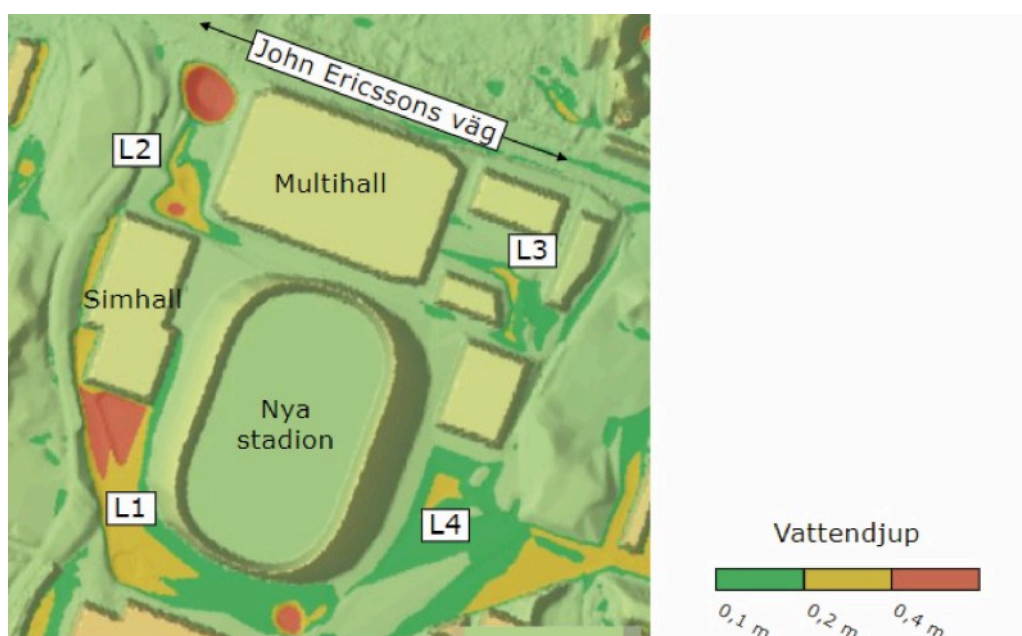 John Ericssons väg
L2
Multihall
L3
Simhall
Nya
stadion
L1
L4
Vattendjup
0,1 m
0,2 m
0,4 m